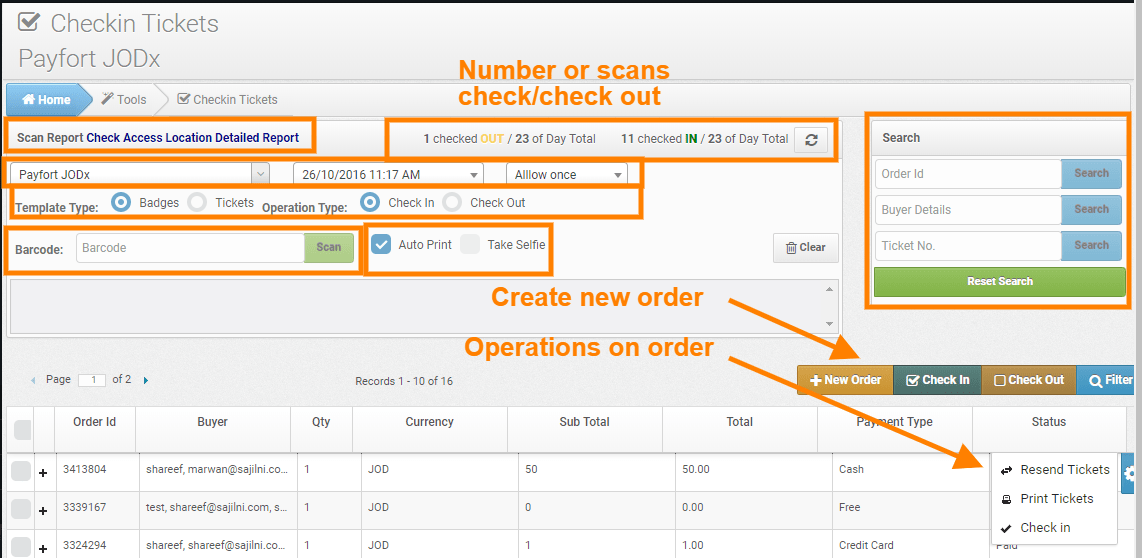 Checkin Tickets
Payfort JODx
Number or scans
check/check out
Home Tools Checkin Tickets
Scan Report Check Access Location Detailed Report
1 checked OUT / 23 of Day Total 11 checked IN / 23 of Day Total
Search
Payfort JODx 26/10/2016 11:17 AM Alllow once
Order Id Search
Template Type: Badges Tickets Operation Type: Check In Check Out
Buyer Details Search
Barcode: Barcode Scan Auto Print Take Selfie Clear
Ticket No. Search
Reset Search
Create new order
Operations on order
Page 1 of 2 Records 1 - 10 of 16
New Order Check In Check Out Filter
Order Id Buyer Qty Currency Sub Total Total Payment Type Status
3413804 shareef, marwan@sajilni.co... 1 JOD 50 50.00 Cash
Resend Tickets
Print Tickets
Check in
3339167 test, shareef@sajilni.com, s... 1 JOD 0 0.00 Free
3324294 shareef, shareef@sajilni.co... 1 JOD 1 1.00 Credit Card Paid